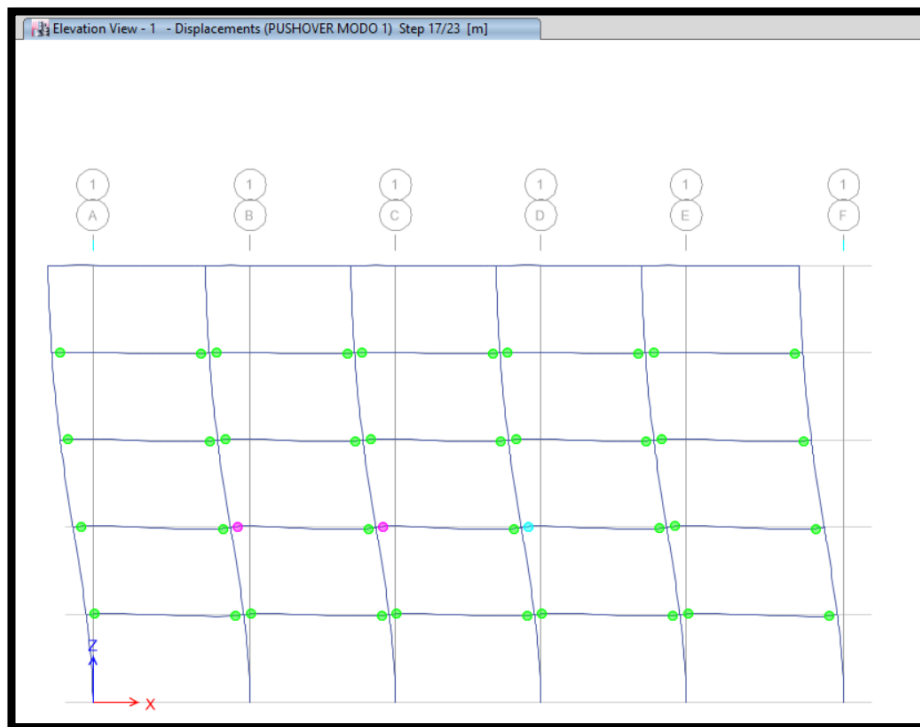 Elevation View - 1 - Displacements (PUSHOVER MODO 1) Step 17/23 [m]
1 1 1 1 1 1
A B C D E F
Z
X